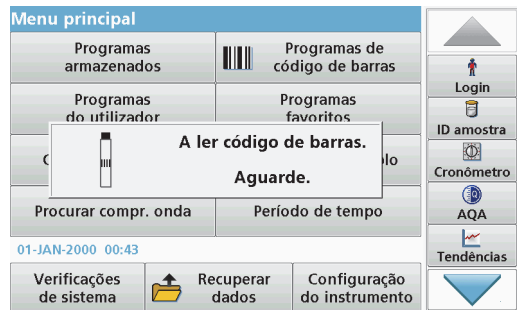 Menu principal
Programas
armazenados
Programas de
código de barras
Programas
do utilizador
Programas
favoritos
A ler código de barras.
Aguarde.
Procurar compr. onda
Período de tempo
01-JAN-2000 00:43
Verificações
de sistema
Recuperar
dados
Configuração
do instrumento
Login
ID amostra
Cronômetro
AQA
Tendências